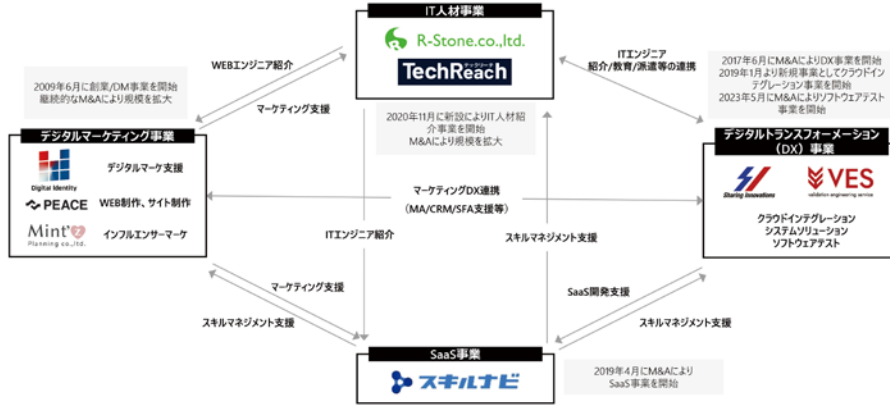 IT人材事業
R-Stone.co.,ltd.
テックリーチ
TechReach
WEBエンジニア紹介
マーケティング支援
ITエンジニア
紹介/教育/派遣等の連携
2009年6月に創業/DM事業を開始
継続的なM&Aにより規模を拡大
2020年11月に新設によりIT人材紹
介事業を開始
M&Aにより規模を拡大
2017年6月にM&AによりDX事業を開始
2019年1月より新規事業としてクラウドイン
テグレーション事業を開始
2023年5月にM&Aによりソフトウェアテスト
事業を開始
デジタルマーケティング事業
Digital Identity
デジタルマーケ支援
PEACE
WEB制作、サイト制作
Mint'z
Planning co.,ltd.
インフルエンサーマーケ
マーケティングDX連携
(MA/CRM/SFA支援等)
デジタルトランスフォーメーション
(DX)事業
Sharing Innovations
VES
validation engineering service
クラウドインテグレーション
システムソリューション
ソフトウェアテスト
ITエンジニア紹介
スキルマネジメント支援
マーケティング支援
スキルマネジメント支援
SaaS開発支援
スキルマネジメント支援
SaaS事業
スキルナビ
2019年4月にM&Aにより
SaaS事業を開始